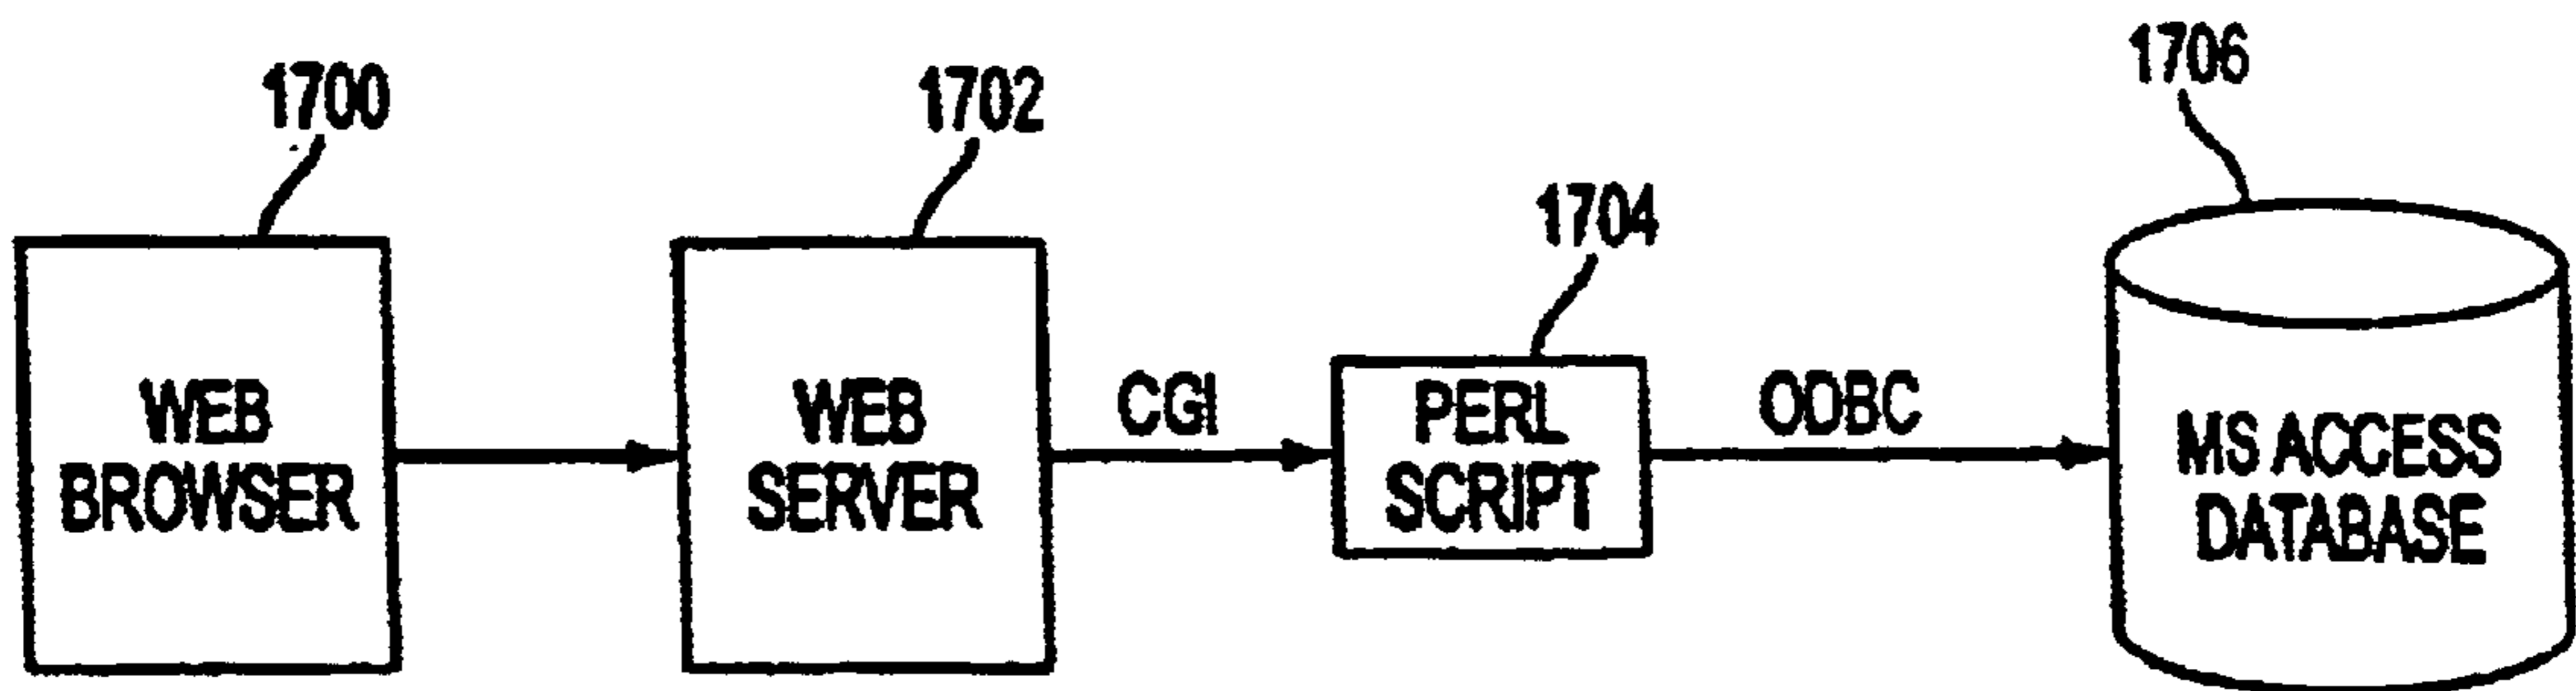 1700
1702
1704
1706
WEB
BROWSER
WEB
SERVER
CGI
PERL
SCRIPT
ODBC
MS ACCESS
DATABASE